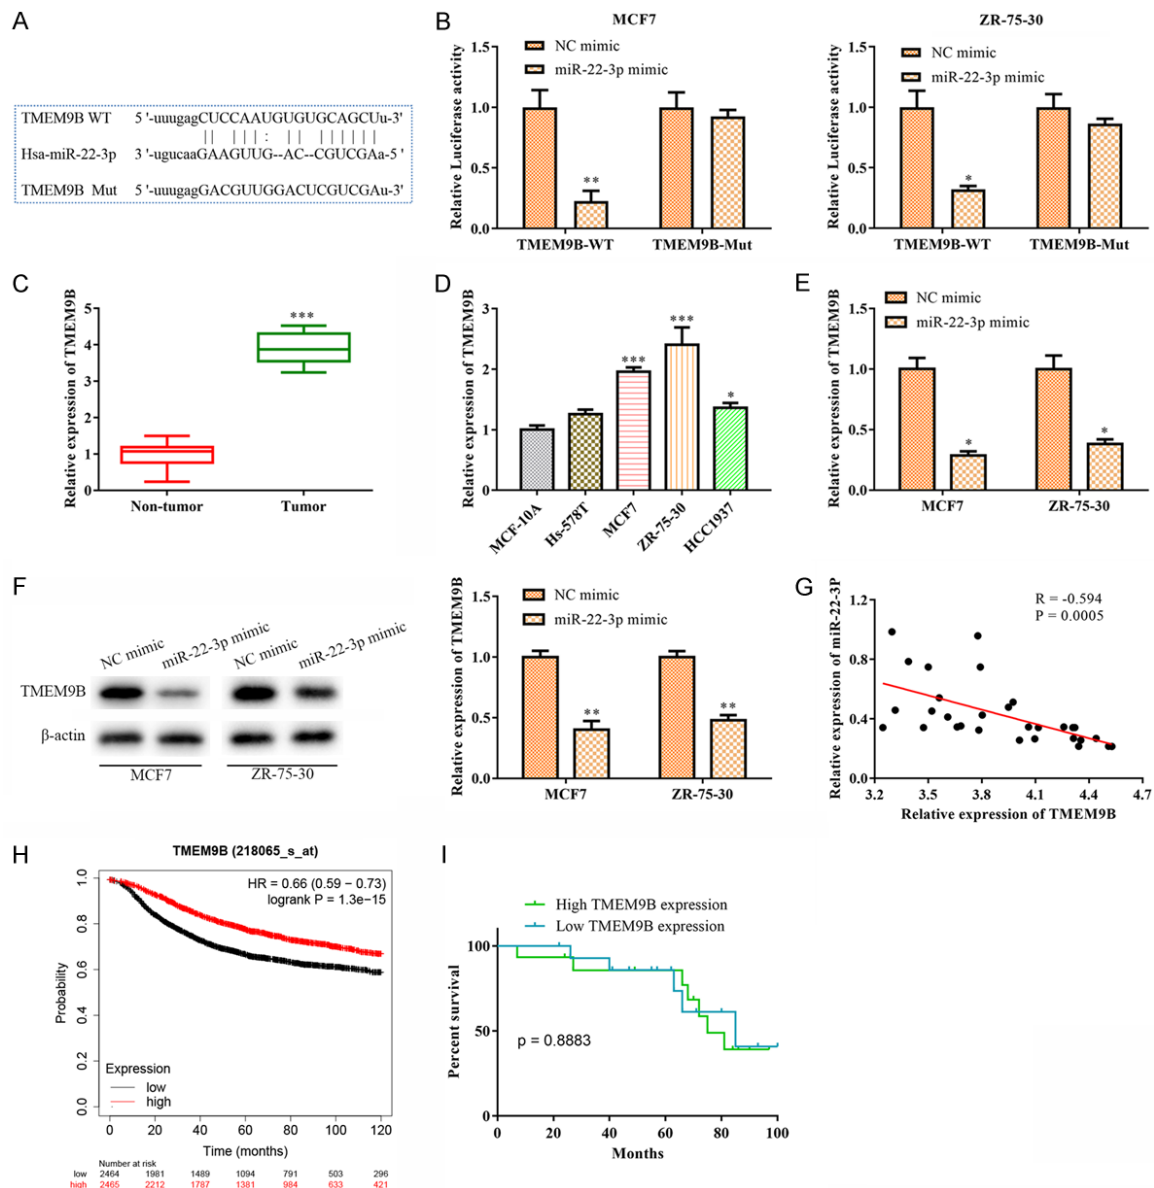 A
TMEM9B WT 5 '-uuugagCUCCAAUGUGUGCAGCUu-3'
Hsa-miR-22-3p 3 '-ugucaaGAAGUUG--AC--CGUCGAa-5 '
TMEM9B Mut 5 '-uuugagGACGUUGGACUCGUCGAu-3'
B
MCF7
Relative Luciferase activity
NC mimic
miR-22-3p mimic
1.5
1.0
0.5
0.0
**
TMEM9B-WT TMEM9B-Mut
ZR-75-30
Relative Luciferase activity
NC mimic
miR-22-3p mimic
1.5
1.0
0.5
0.0
*
TMEM9B-WT TMEM9B-Mut
C
Relative expression of TMEM9B
5
4
3
2
1
0
***
Non-tumor Tumor
D
Relative expression of TMEM9B
3
2
1
0
***
***
*
MCF-10A Hs-578T MCF7 ZR-75-30 HCC1937
E
Relative expression of TMEM9B
NC mimic
miR-22-3p mimic
1.5
1.0
0.5
0.0
*
*
MCF7 ZR-75-30
F
NC mimic miR-22-3p mimic NC mimic miR-22-3p mimic
TMEM9B
β-actin
MCF7 ZR-75-30
Relative expression of TMEM9B
NC mimic
miR-22-3p mimic
1.5
1.0
0.5
0.0
**
**
MCF7 ZR-75-30
G
Relative expression of miR-22-3P
R = -0.594
P = 0.0005
1.2
0.8
0.4
0.0
3.2 3.5 3.8 4.1 4.4 4.7
Relative expression of TMEM9B
H
TMEM9B (218065_s_at)
HR = 0.66 (0.59 − 0.73)
logrank P = 1.3e−15
Probability
1.0
0.8
0.6
0.4
0.2
0.0
Expression
low
high
0 20 40 60 80 100 120
Time (months)
Number at risk
low 2464 1981 1489 1094 791 503 296
high 2465 2212 1787 1381 984 633 421
I
High TMEM9B expression
Low TMEM9B expression
Percent survival
100
50
0
p = 0.8883
0 20 40 60 80 100
Months